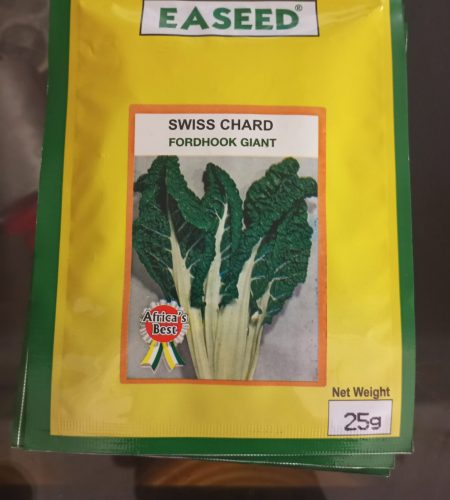 EASEED®
SWISS CHARD
FORDHOOK GIANT
Africa's
Best
Net Weight
25g